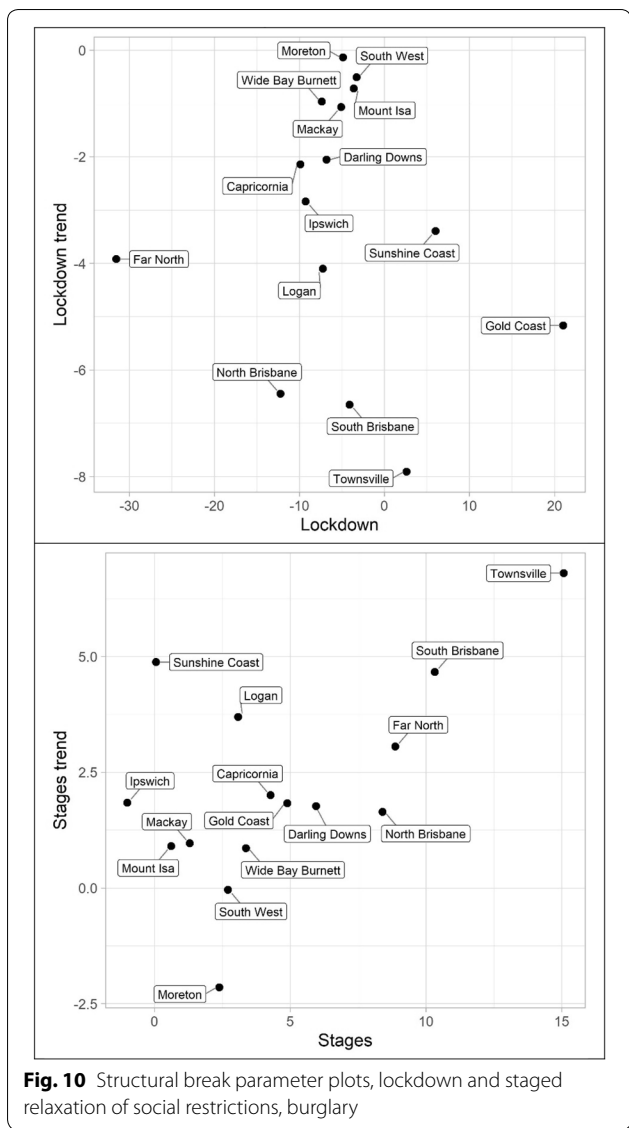 0
Moreton
South West
Wide Bay Burnett
Mount Isa
Mackay
-2
Darling Downs
Capricornia
Ipswich
Lockdown trend
Sunshine Coast
-4
Far North
Logan
Gold Coast
-6
North Brisbane
South Brisbane
Townsville
-8
-30 -20 -10 0 10 20
Lockdown
Townsville
5.0
Sunshine Coast
South Brisbane
Logan
Far North
Stages trend
2.5
Ipswich
Capricornia
Mackay
Gold Coast
Darling Downs
North Brisbane
Mount Isa
Wide Bay Burnett
0.0
South West
Moreton
-2.5
0 5 10 15
Stages
Fig. 10 Structural break parameter plots, lockdown and staged
relaxation of social restrictions, burglary